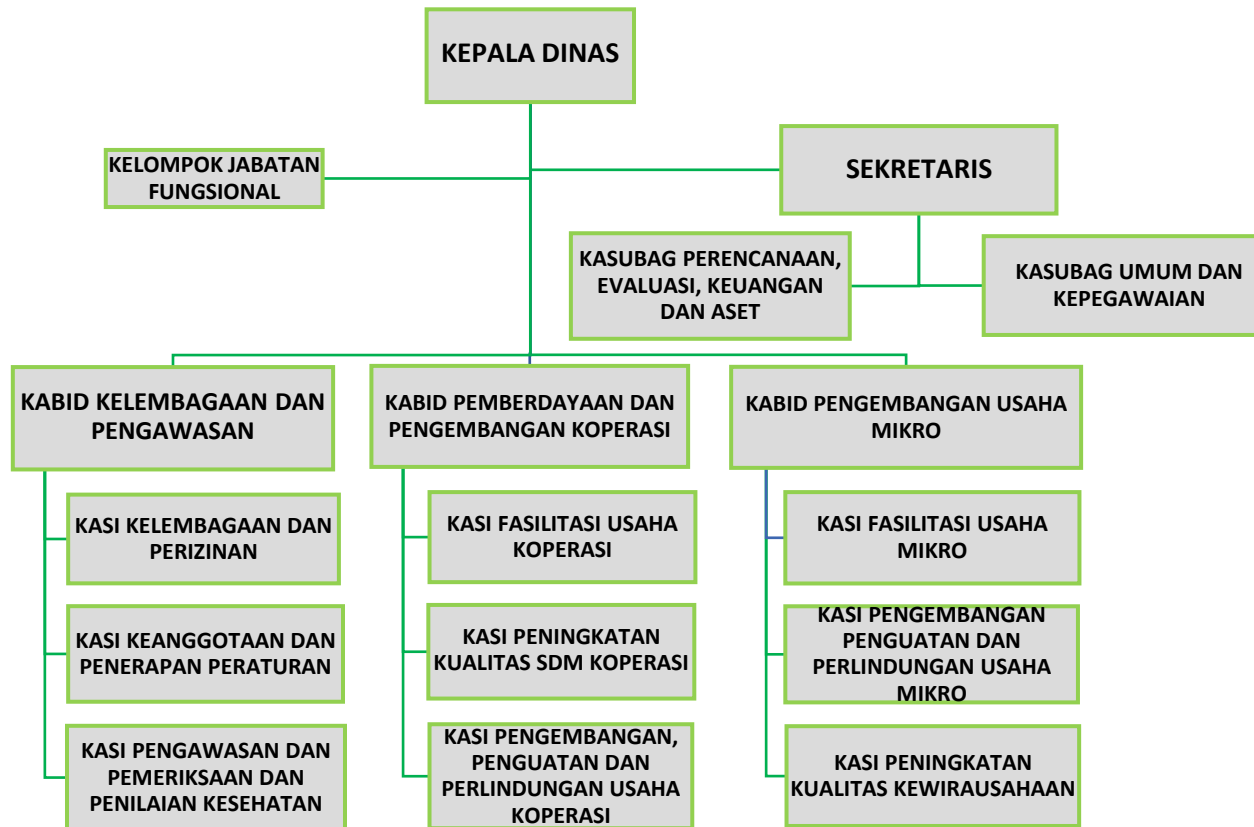 KEPALA DINAS
KELOMPOK JABATAN
FUNGSIONAL
SEKRETARIS
KASUBAG PERENCANAAN,
EVALUASI, KEUANGAN
DAN ASET
KASUBAG UMUM DAN
KEPEGAWAIAN
KABID KELEMBAGAAN DAN
PENGAWASAN
KASI KELEMBAGAAN DAN
PERIZINAN
KASI KEANGGOTAAN DAN
PENERAPAN PERATURAN
KASI PENGAWASAN DAN
PEMERIKSAAN DAN
PENILAIAN KESEHATAN
KABID PEMBERDAYAAN DAN
PENGEMBANGAN KOPERASI
KASI FASILITASI USAHA
KOPERASI
KASI PENINGKATAN
KUALITAS SDM KOPERASI
KASI PENGEMBANGAN,
PENGUATAN DAN
PERLINDUNGAN USAHA
KOPERASI
KABID PENGEMBANGAN USAHA
MIKRO
KASI FASILITASI USAHA
MIKRO
KASI PENGEMBANGAN
PENGUATAN DAN
PERLINDUNGAN USAHA
MIKRO
KASI PENINGKATAN
KUALITAS KEWIRAUSAHAAN